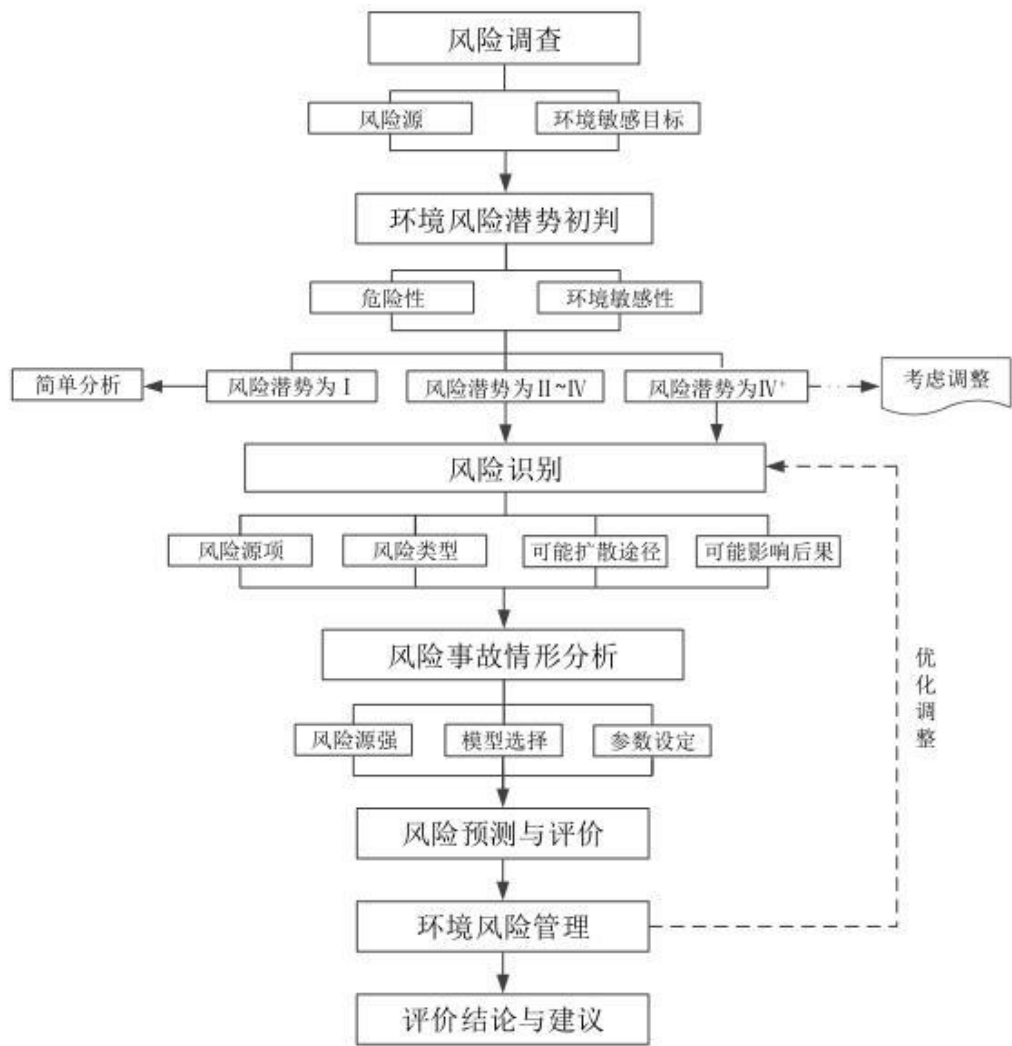 风险调查
风险源
环境敏感目标
环境风险潜势初判
危险性
环境敏感性
简单分析
风险潜势为Ⅰ
风险潜势为Ⅱ~Ⅳ
风险潜势为Ⅳ⁺
考虑调整
风险识别
风险源项
风险类型
可能扩散途径
可能影响后果
风险事故情形分析
优化调整
风险源强
模型选择
参数设定
风险预测与评价
环境风险管理
评价结论与建议